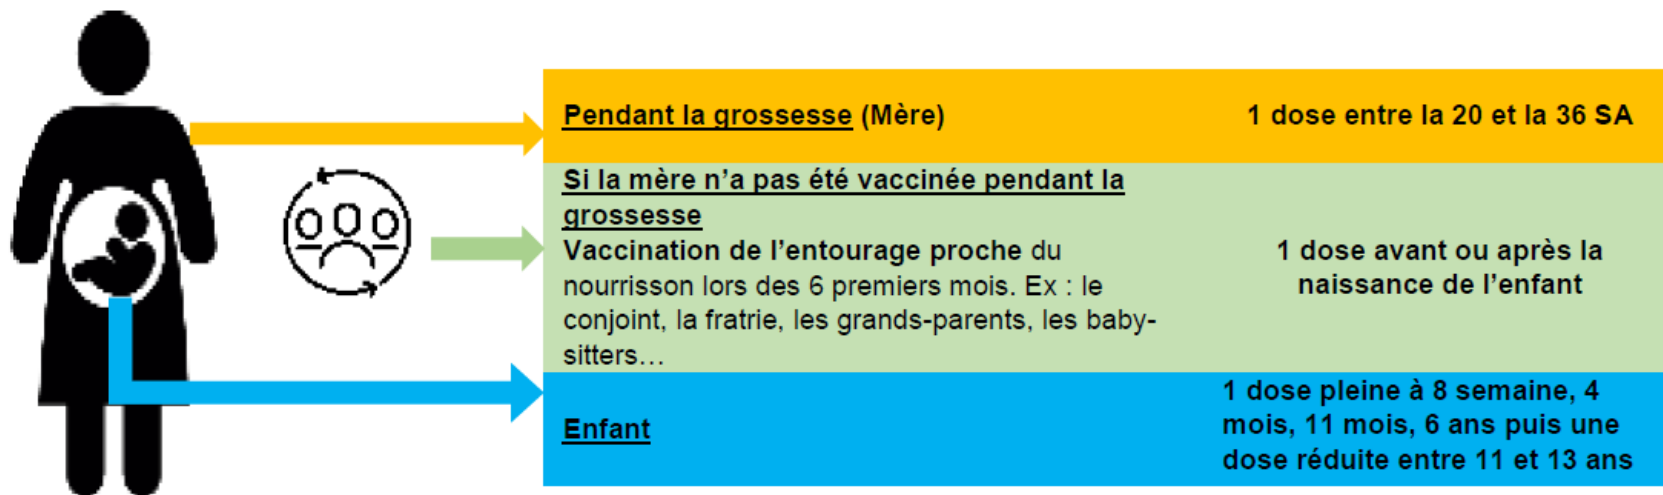 Pendant la grossesse (Mère)
1 dose entre la 20 et la 36 SA
Si la mère n'a pas été vaccinée pendant la
grossesse
Vaccination de l'entourage proche du
nourrisson lors des 6 premiers mois. Ex : le
conjoint, la fratrie, les grands-parents, les baby-
sitters…
1 dose avant ou après la
naissance de l'enfant
Enfant
1 dose pleine à 8 semaine, 4
mois, 11 mois, 6 ans puis une
dose réduite entre 11 et 13 ans